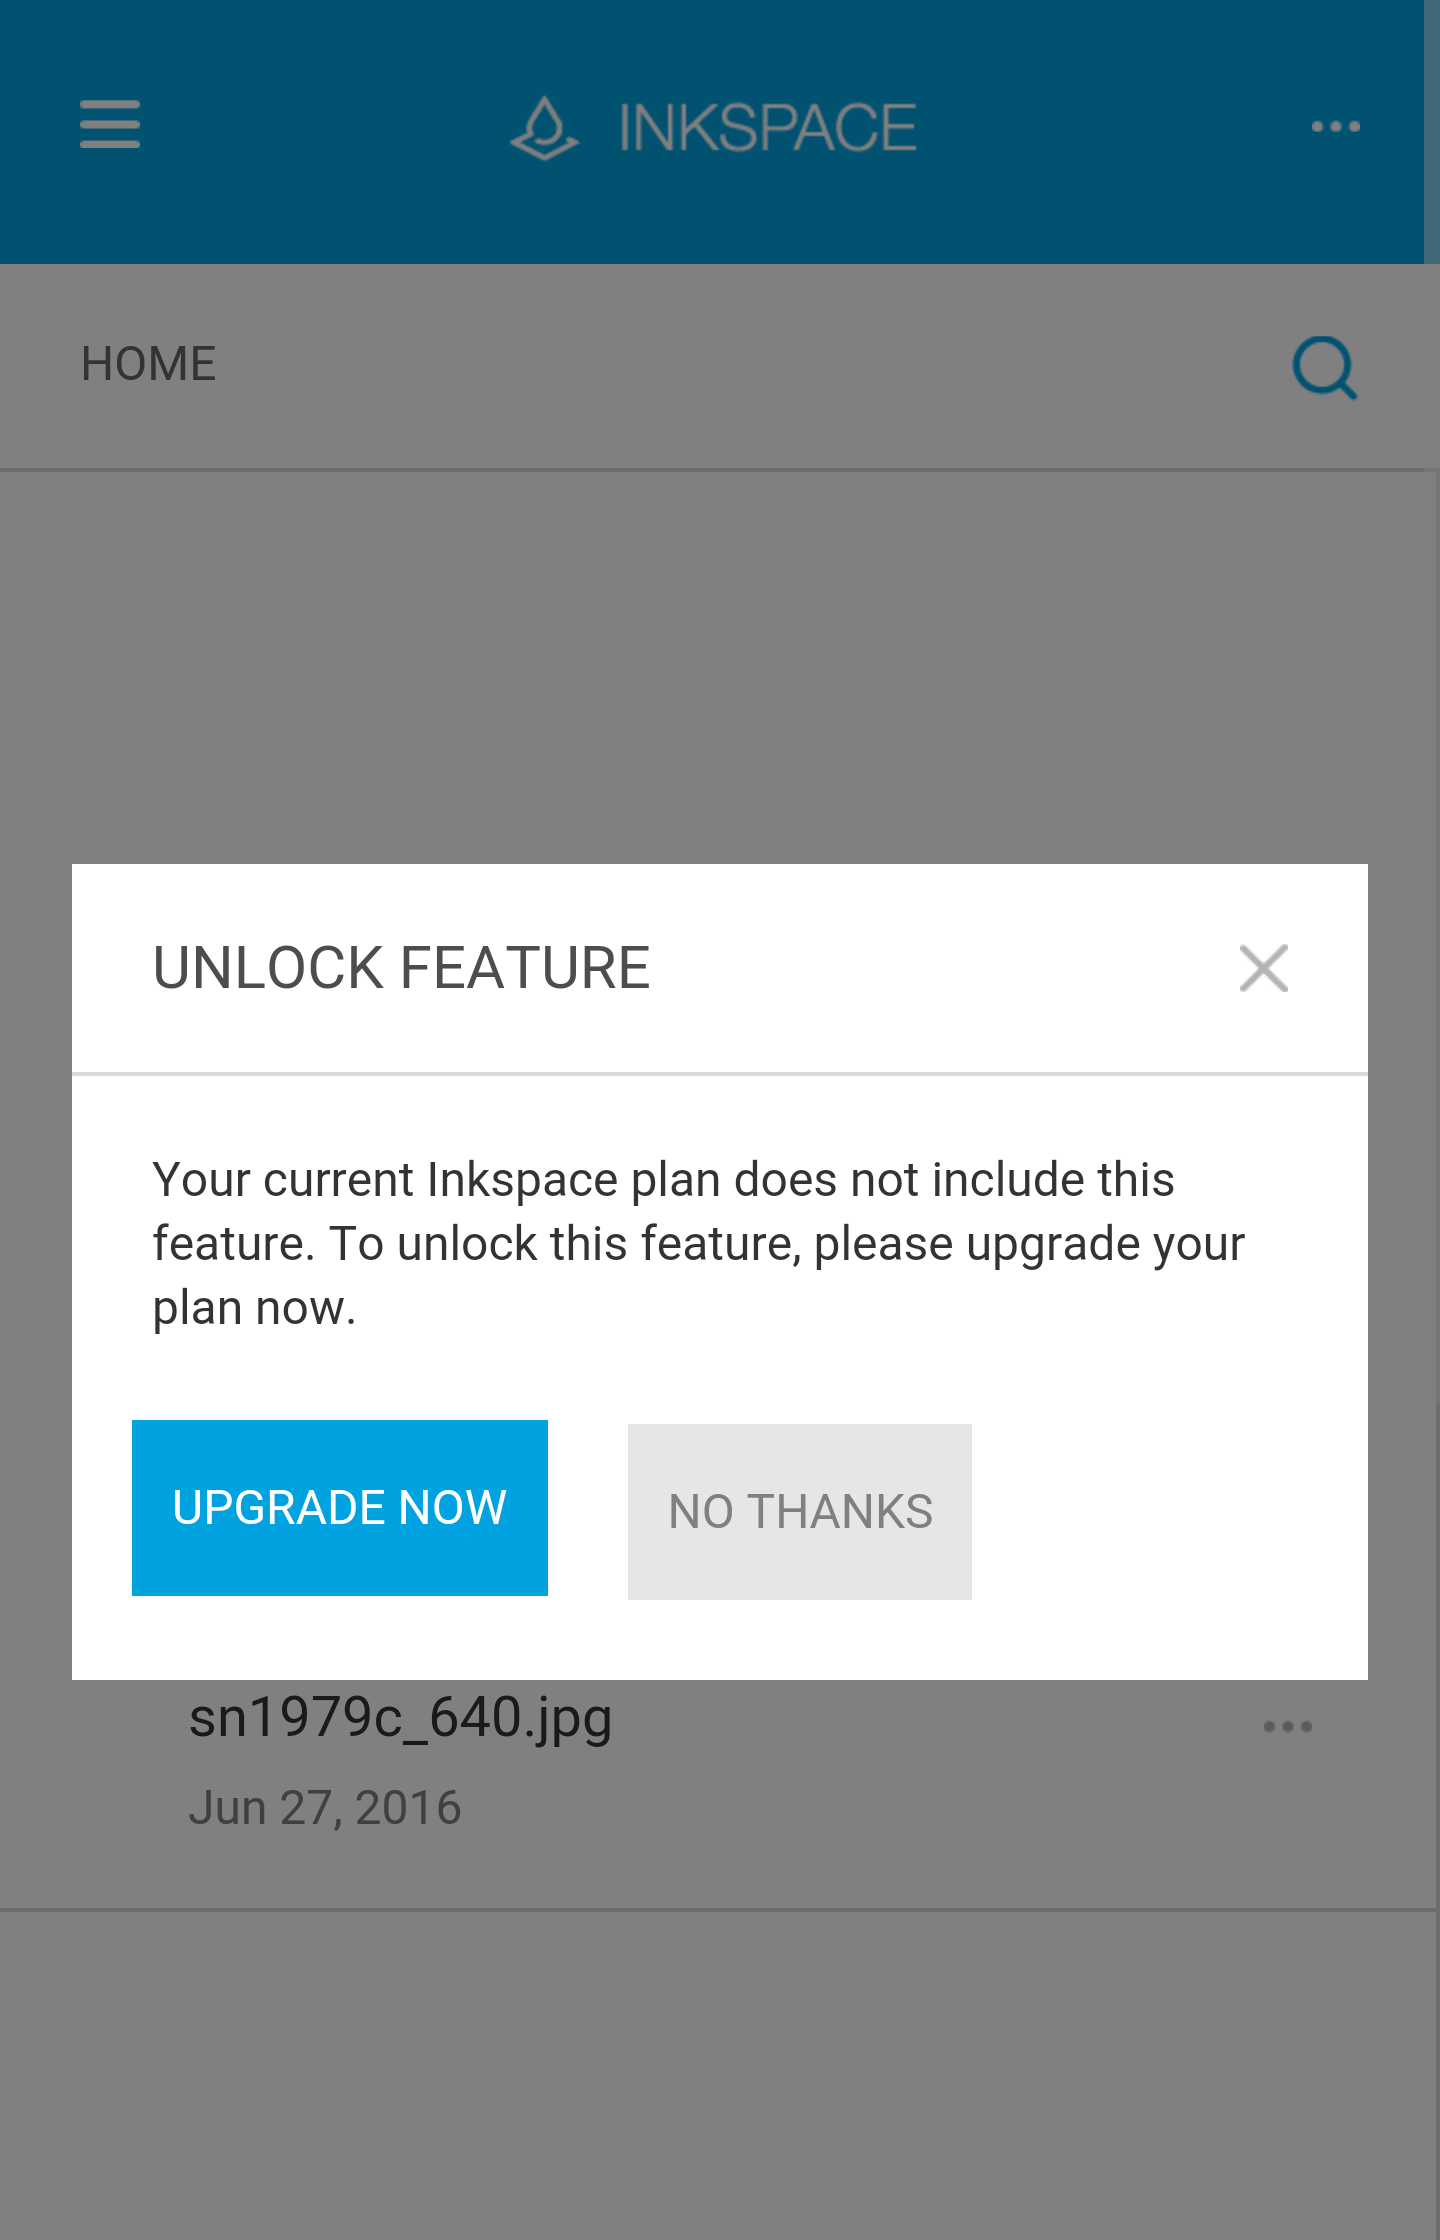 INKSPACE
HOME
UNLOCK FEATURE
Your current Inkspace plan does not include this
feature. To unlock this feature, please upgrade your
plan now.
UPGRADE NOW
NO THANKS
sn1979c_640.jpg
Jun 27, 2016